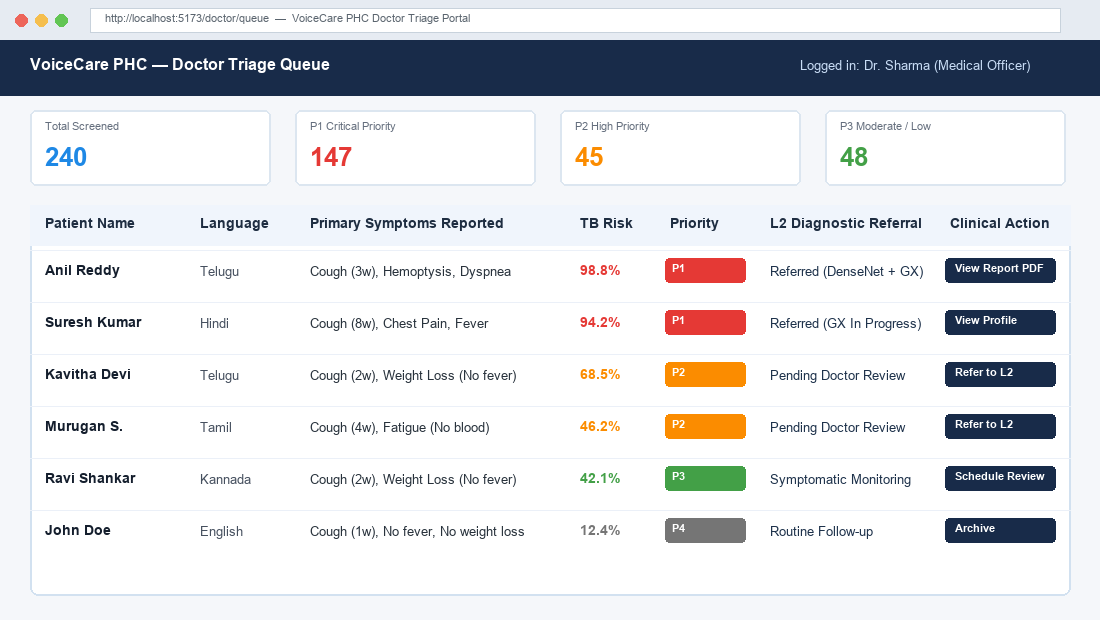 http://localhost:5173/doctor/queue — VoiceCare PHC Doctor Triage Portal
VoiceCare PHC — Doctor Triage Queue Logged in: Dr. Sharma (Medical Officer)
Total Screened P1 Critical Priority P2 High Priority P3 Moderate / Low
240 147 45 48
Patient Name Language Primary Symptoms Reported TB Risk Priority L2 Diagnostic Referral Clinical Action
Anil Reddy Telugu Cough (3w), Hemoptysis, Dyspnea 98.8% P1 Referred (DenseNet + GX) View Report PDF
Suresh Kumar Hindi Cough (8w), Chest Pain, Fever 94.2% P1 Referred (GX In Progress) View Profile
Kavitha Devi Telugu Cough (2w), Weight Loss (No fever) 68.5% P2 Pending Doctor Review Refer to L2
Murugan S. Tamil Cough (4w), Fatigue (No blood) 46.2% P2 Pending Doctor Review Refer to L2
Ravi Shankar Kannada Cough (2w), Weight Loss (No fever) 42.1% P3 Symptomatic Monitoring Schedule Review
John Doe English Cough (1w), No fever, No weight loss 12.4% P4 Routine Follow-up Archive